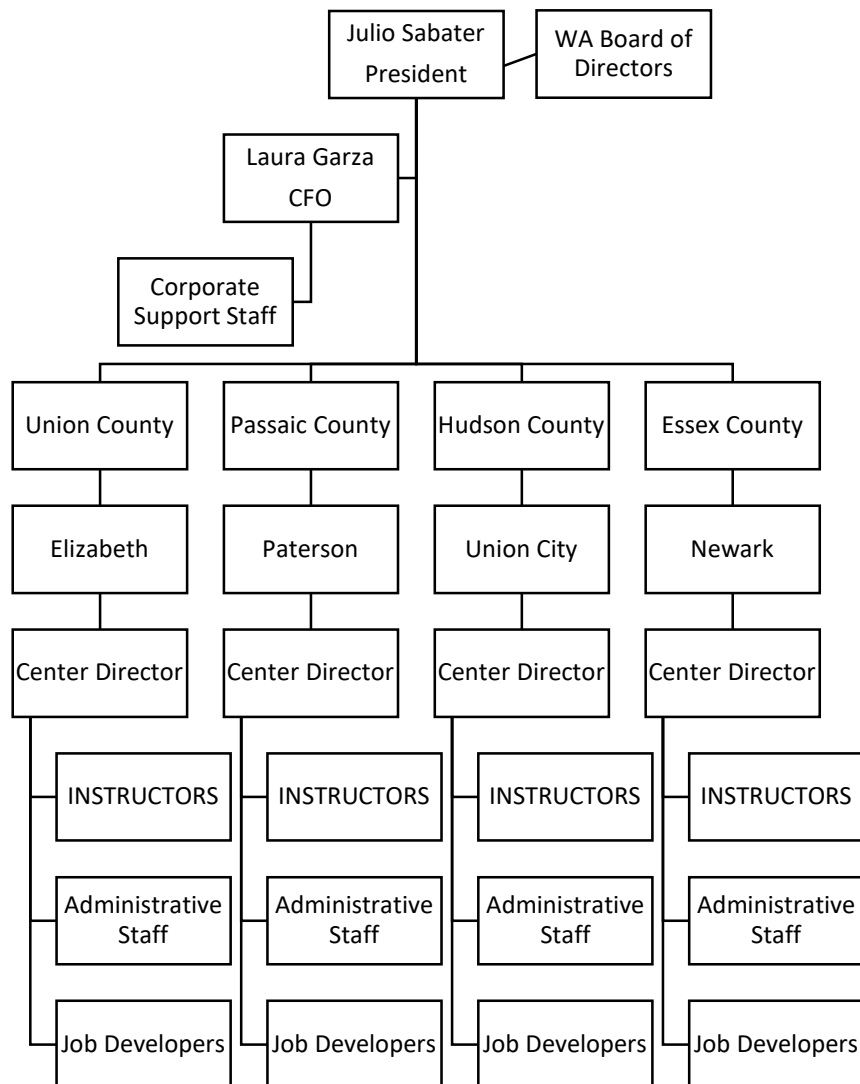 Julio Sabater
President
WA Board of
Directors
Laura Garza
CFO
Corporate
Support Staff
Union County
Passaic County
Hudson County
Essex County
Elizabeth
Paterson
Union City
Newark
Center Director
Center Director
Center Director
Center Director
INSTRUCTORS
INSTRUCTORS
INSTRUCTORS
INSTRUCTORS
Administrative
Staff
Administrative
Staff
Administrative
Staff
Administrative
Staff
Job Developers
Job Developers
Job Developers
Job Developers